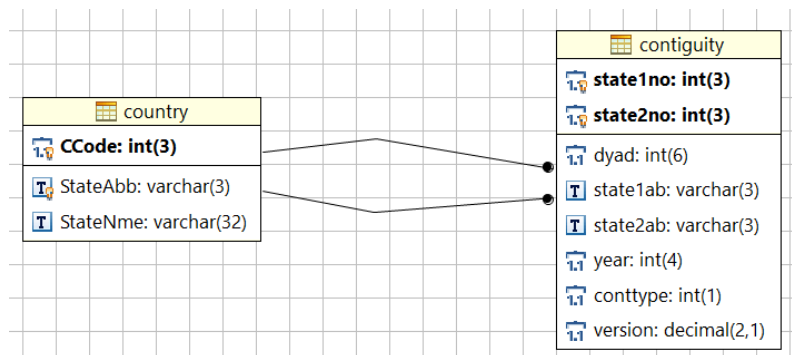 country
CCode: int(3)
StateAbb: varchar(3)
StateNme: varchar(32)
contiguity
state1no: int(3)
state2no: int(3)
dyad: int(6)
state1ab: varchar(3)
state2ab: varchar(3)
year: int(4)
conttype: int(1)
version: decimal(2,1)